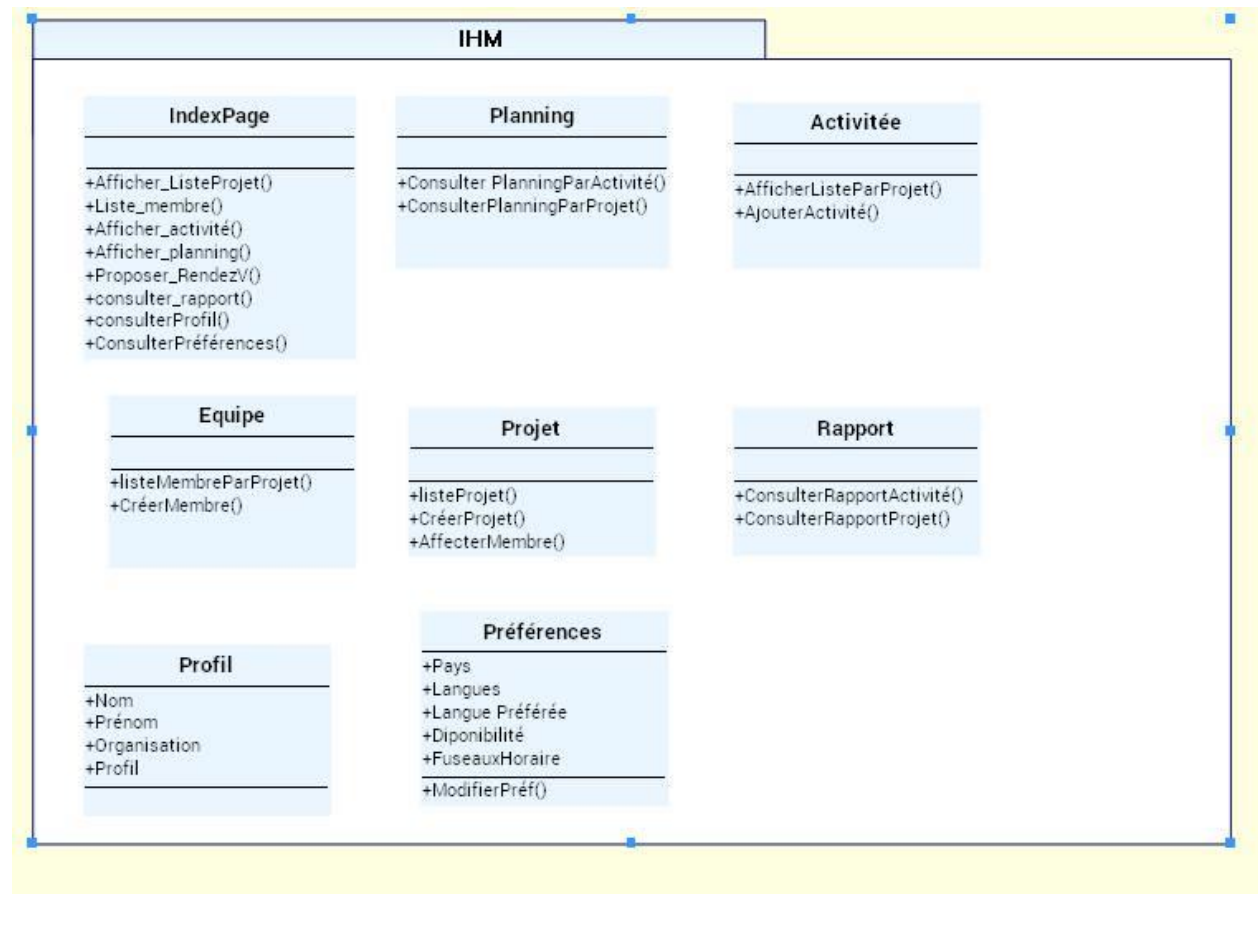 IHM
IndexPage
+Afficher_ListeProjet()
+Liste_membre()
+Afficher_activité()
+Afficher_planning()
+Proposer_RendezV()
+consulter_rapport()
+consulterProfil()
+ConsulterPréférences()
Planning
+Consulter PlanningParActivité()
+ConsulterPlanningParProjet()
Activitée
+AfficherListeParProjet()
+AjouterActivité()
Equipe
+listeMembreParProjet()
+CréerMembre()
Projet
+listeProjet()
+CréerProjet()
+AffecterMembre()
Rapport
+ConsulterRapportActivité()
+ConsulterRapportProjet()
Profil
+Nom
+Prénom
+Organisation
+Profil
Préférences
+Pays
+Langues
+Langue Préférée
+Diponibilité
+FuseauxHoraire
+ModifierPréf()